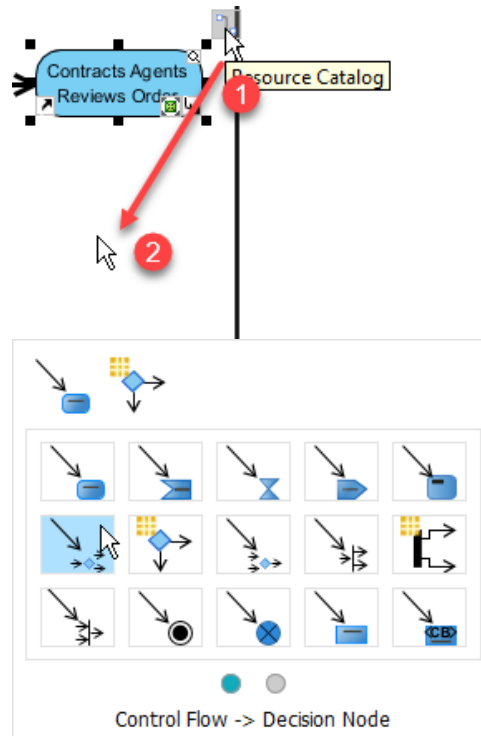 Resource Catalog
Contracts Agents
Reviews Order
1
2
CB
Control Flow -> Decision Node